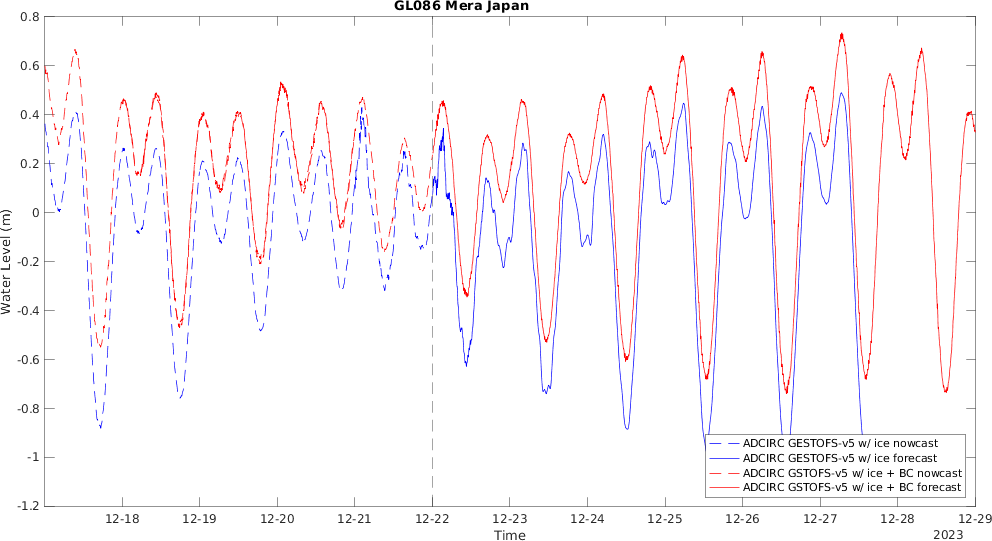 GL086 Mera Japan
0.8
0.6
0.4
0.2
0
-0.2
-0.4
-0.6
-0.8
-1
-1.2
Water Level (m)
ADCIRC GESTOFS-v5 w/ ice nowcast
ADCIRC GESTOFS-v5 w/ ice forecast
ADCIRC GSTOFS-v5 w/ ice + BC nowcast
ADCIRC GSTOFS-v5 w/ ice + BC forecast
12-18 12-19 12-20 12-21 12-22 12-23 12-24 12-25 12-26 12-27 12-28 12-29
Time
2023